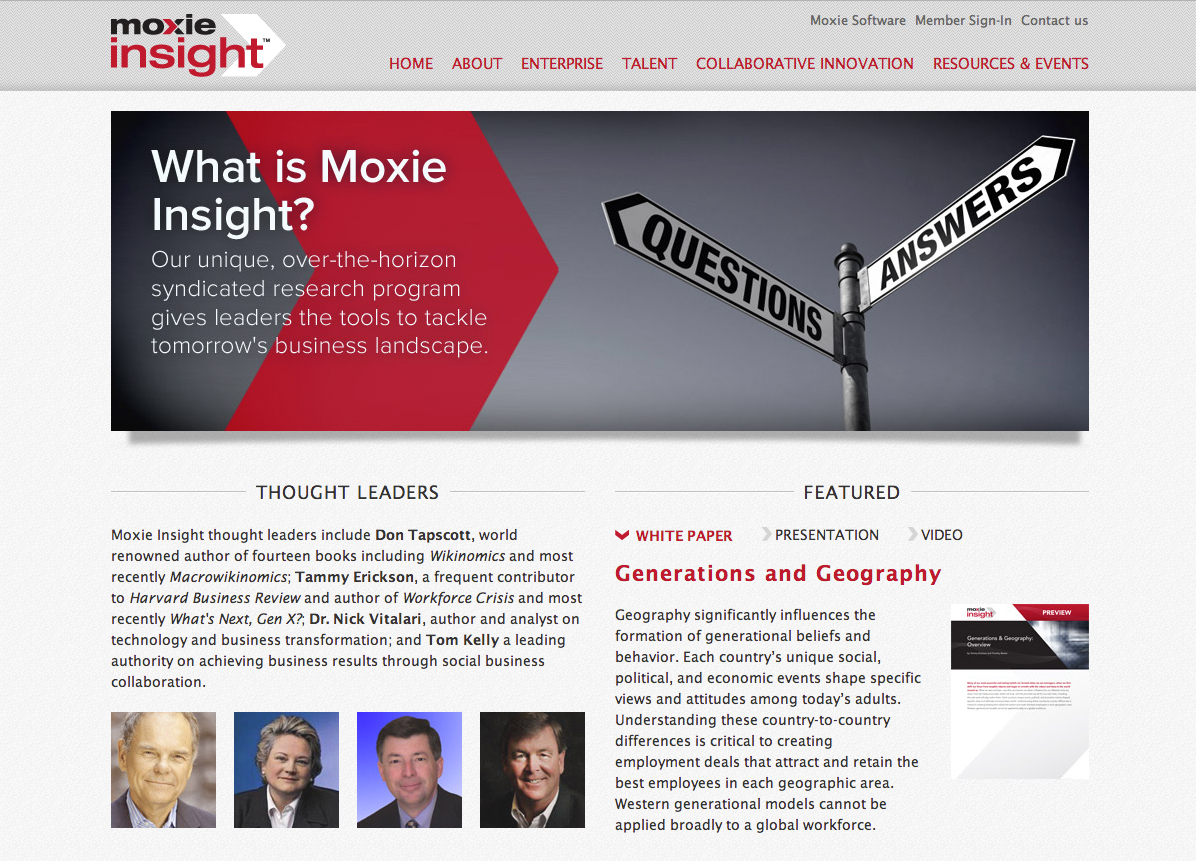 moxie
insight™
Moxie Software Member Sign-In Contact us
HOME ABOUT ENTERPRISE TALENT COLLABORATIVE INNOVATION RESOURCES & EVENTS
What is Moxie
Insight?
Our unique, over-the-horizon
syndicated research program
gives leaders the tools to tackle
tomorrow's business landscape.
QUESTIONS
ANSWERS
THOUGHT LEADERS
Moxie Insight thought leaders include Don Tapscott, world
renowned author of fourteen books including Wikinomics and most
recently Macrowikinomics; Tammy Erickson, a frequent contributor
to Harvard Business Review and author of Workforce Crisis and most
recently What's Next, Gen X?; Dr. Nick Vitalari, author and analyst on
technology and business transformation; and Tom Kelly a leading
authority on achieving business results through social business
collaboration.
FEATURED
WHITE PAPER PRESENTATION VIDEO
Generations and Geography
Geography significantly influences the
formation of generational beliefs and
behavior. Each country's unique social,
political, and economic events shape specific
views and attitudes among today's adults.
Understanding these country-to-country
differences is critical to creating
employment deals that attract and retain the
best employees in each geographic area.
Western generational models cannot be
applied broadly to a global workforce.
moxie
insight
PREVIEW
Generations & Geography:
Overview